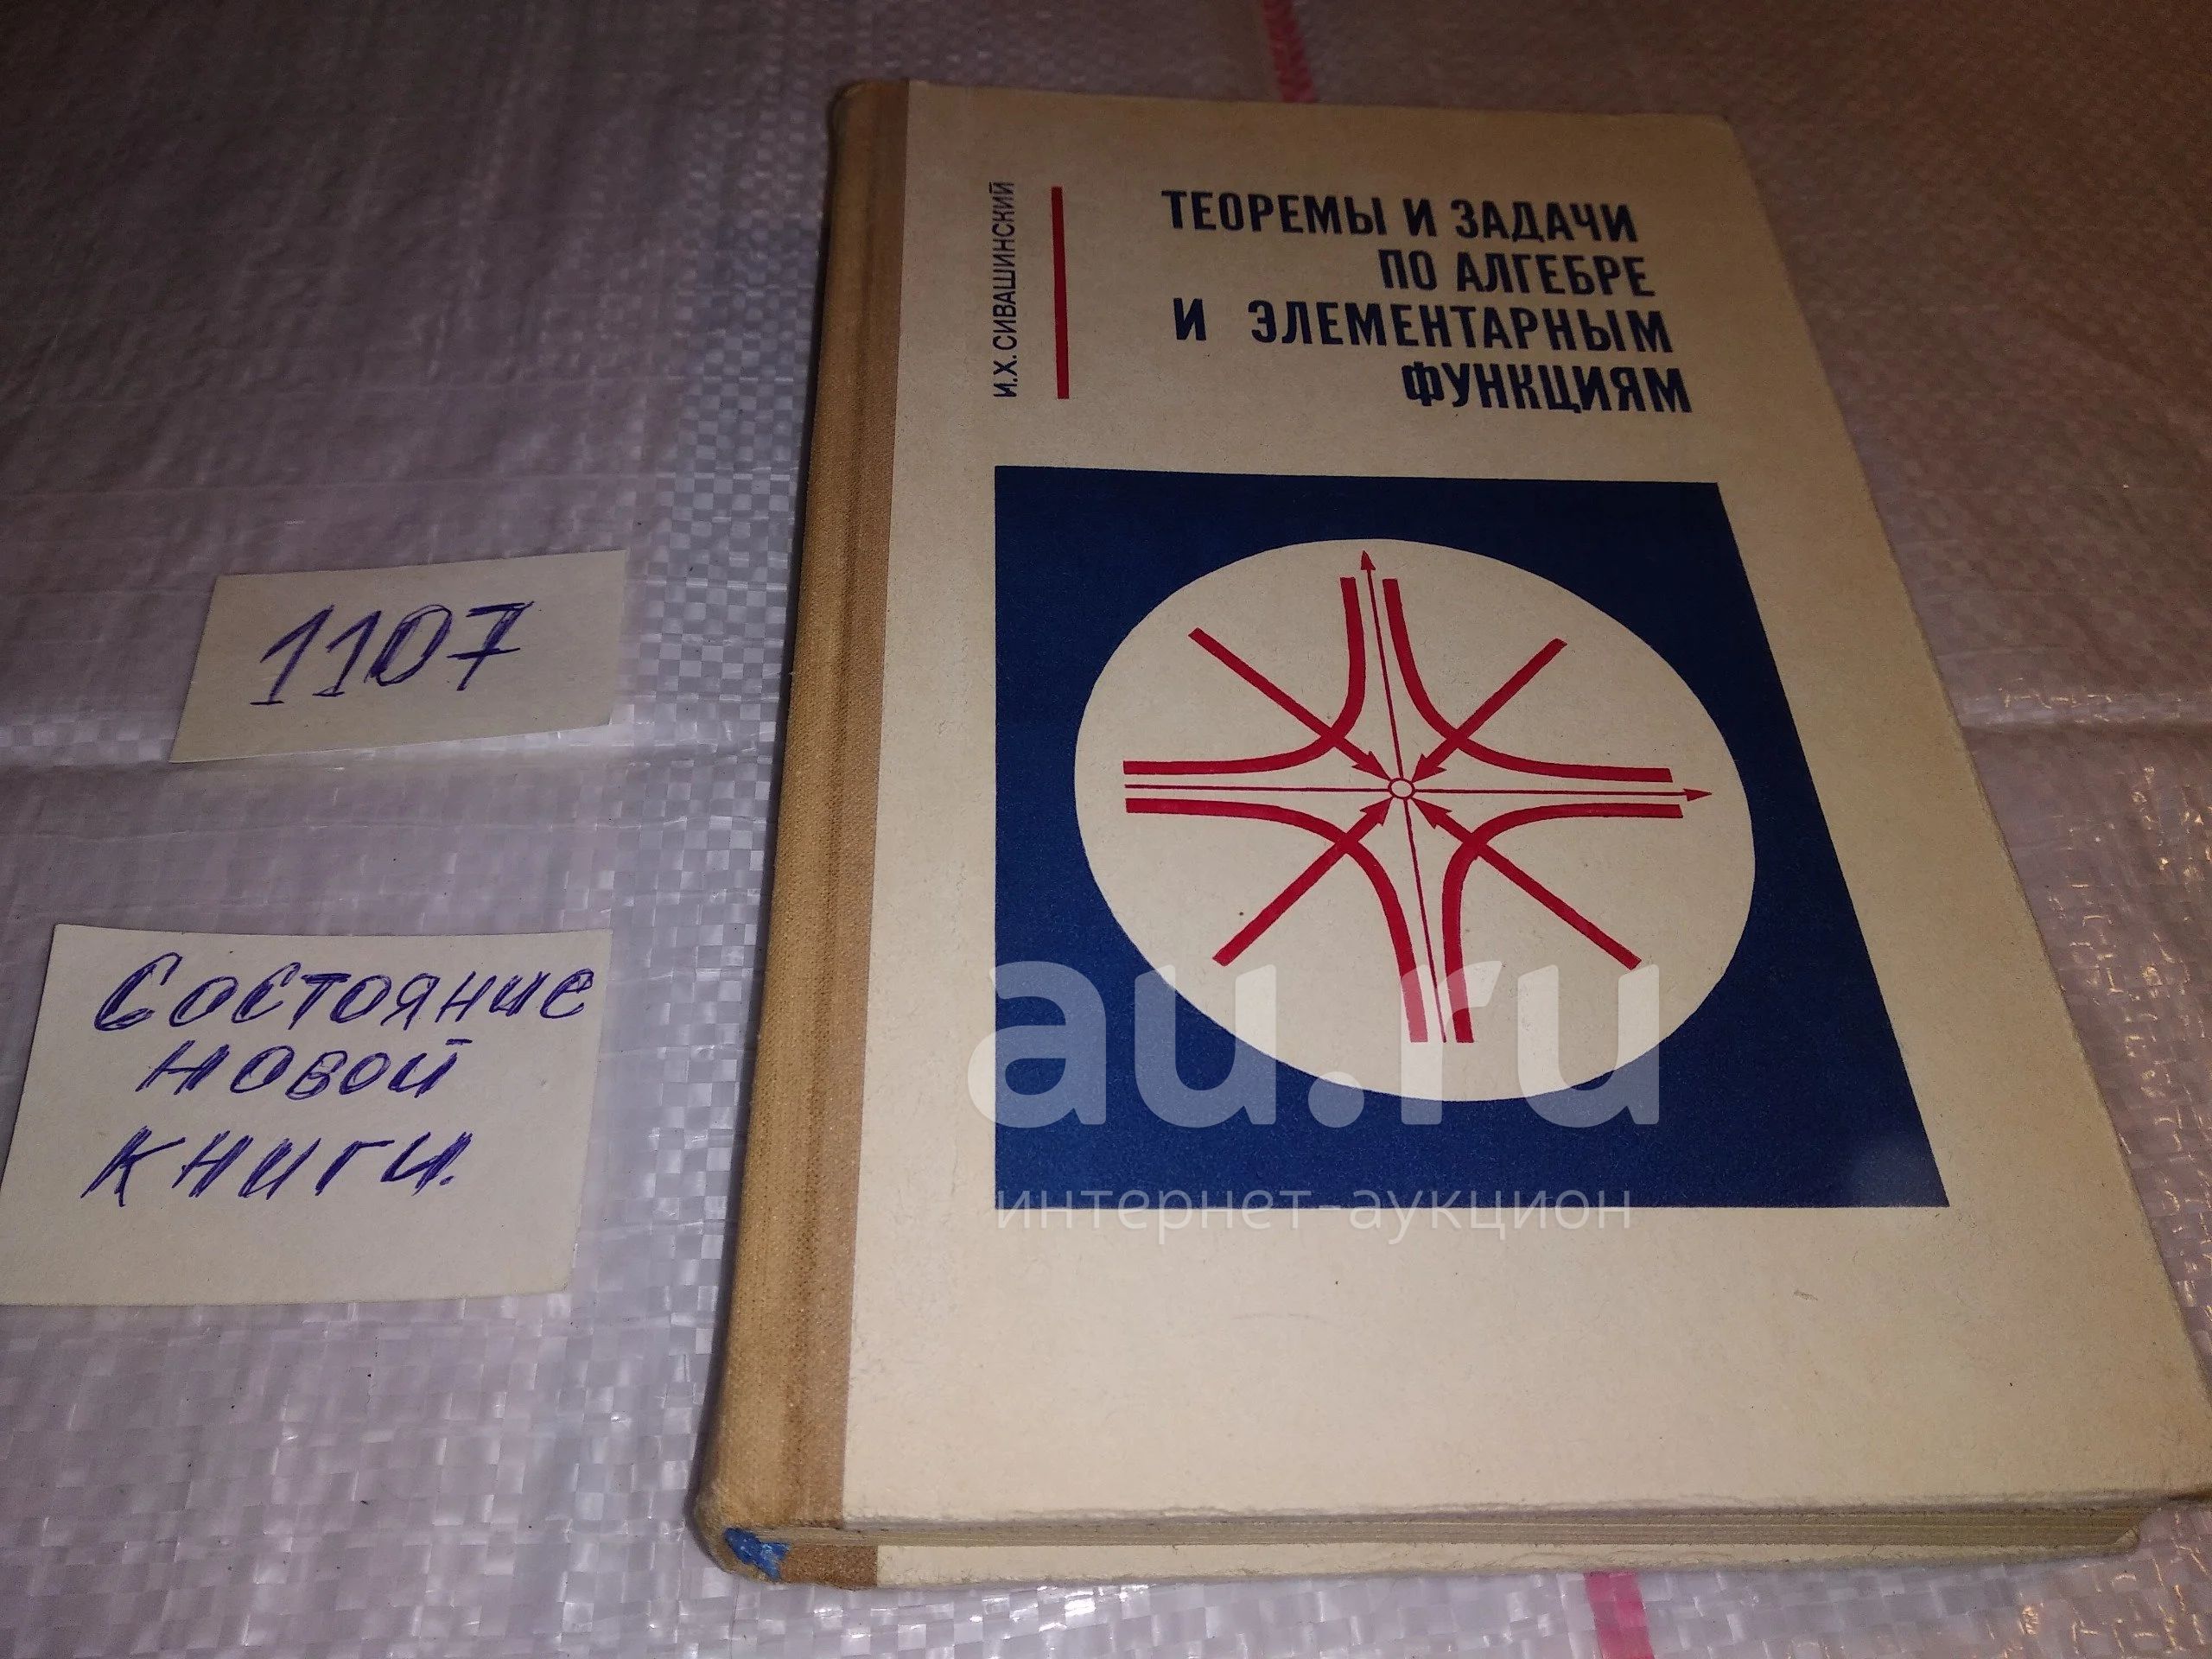 И.Х. СИВАШИНСКИЙ
ТЕОРЕМЫ И ЗАДАЧИ
ПО АЛГЕБРЕ
И ЭЛЕМЕНТАРНЫМ
ФУНКЦИЯМ
1107
Состояние
новой
книги.
au.ru
интернет-аукцион